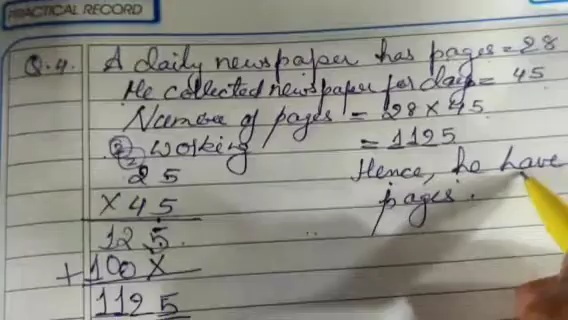 PRACTICAL RECORD
Q.4. A daily newspaper has pages = 28
He collected newspaper for days = 45
Number of pages = 28 × 45
working = 1125
25
× 45
125
+ 100 ×
1125
Hence, he have
pages.